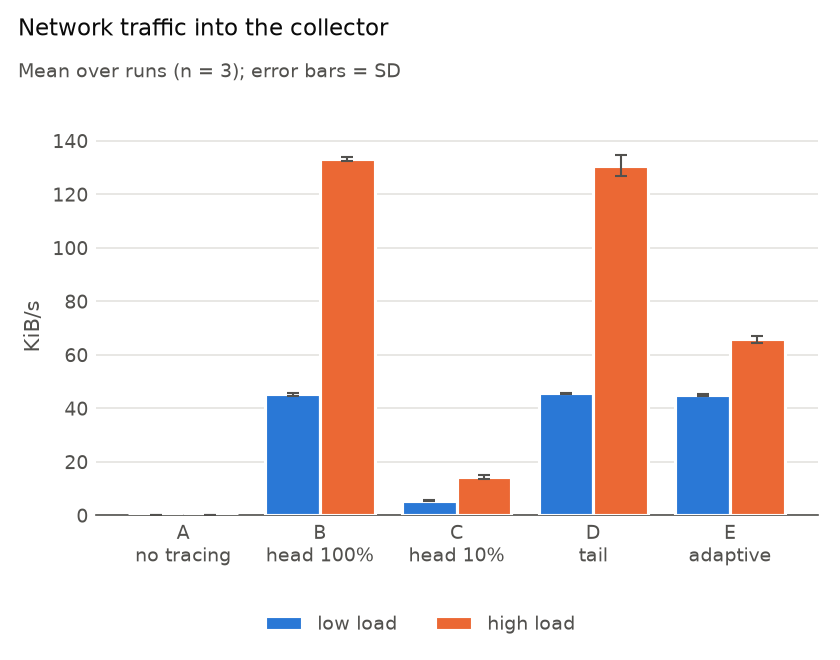 Network traffic into the collector
Mean over runs (n = 3); error bars = SD
KiB/s
140
120
100
80
60
40
20
0
A
no tracing
B
head 100%
C
head 10%
D
tail
E
adaptive
low load
high load